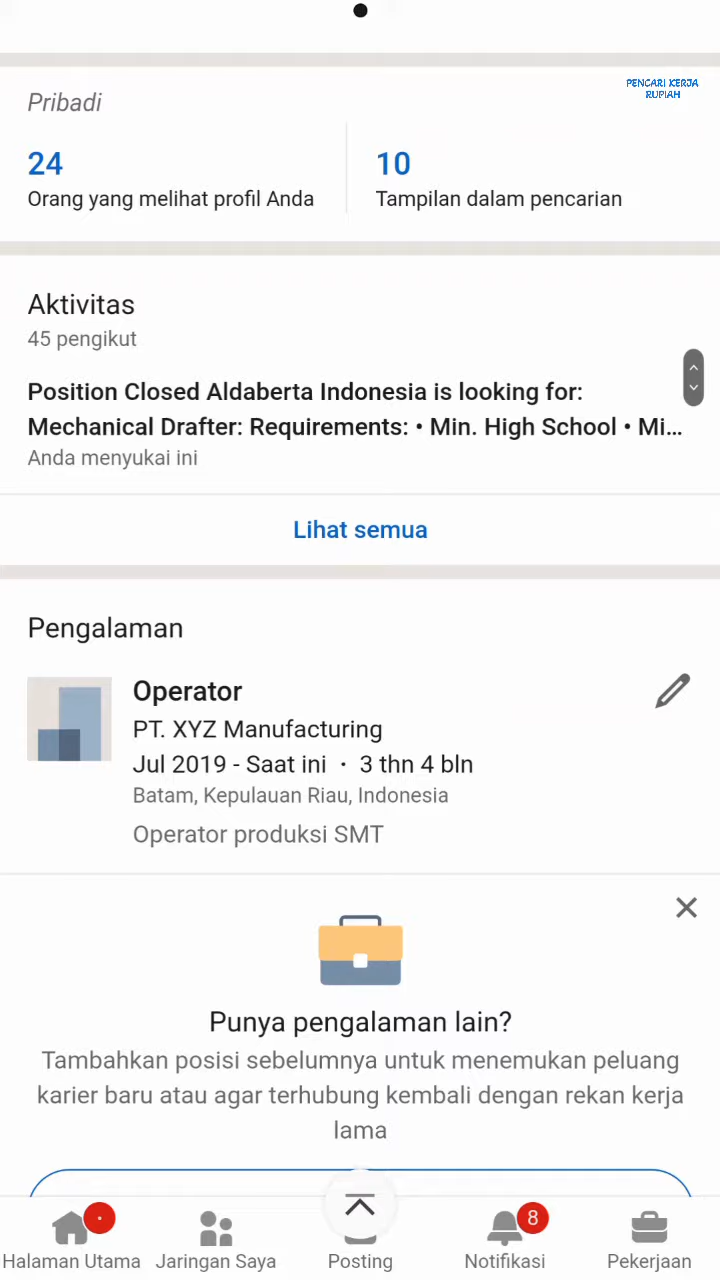 PENCARI KERJA
RUPIAH
Pribadi
24
Orang yang melihat profil Anda
10
Tampilan dalam pencarian
Aktivitas
45 pengikut
Position Closed Aldaberta Indonesia is looking for:
Mechanical Drafter: Requirements: • Min. High School • Mi...
Anda menyukai ini
Lihat semua
Pengalaman
Operator
PT. XYZ Manufacturing
Jul 2019 - Saat ini · 3 thn 4 bln
Batam, Kepulauan Riau, Indonesia
Operator produksi SMT
Punya pengalaman lain?
Tambahkan posisi sebelumnya untuk menemukan peluang
karier baru atau agar terhubung kembali dengan rekan kerja
lama
8
Halaman Utama
Jaringan Saya
Posting
Notifikasi
Pekerjaan